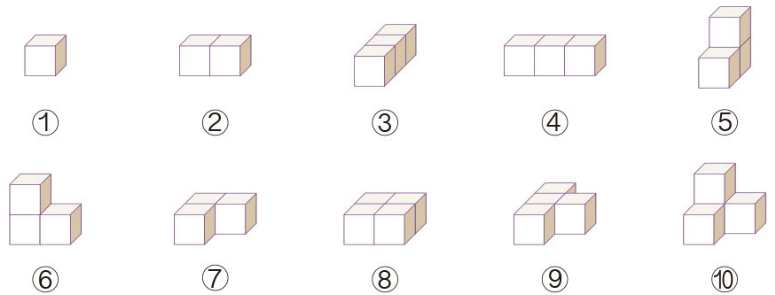 ① ② ③ ④ ⑤
⑥ ⑦ ⑧ ⑨ ⑩